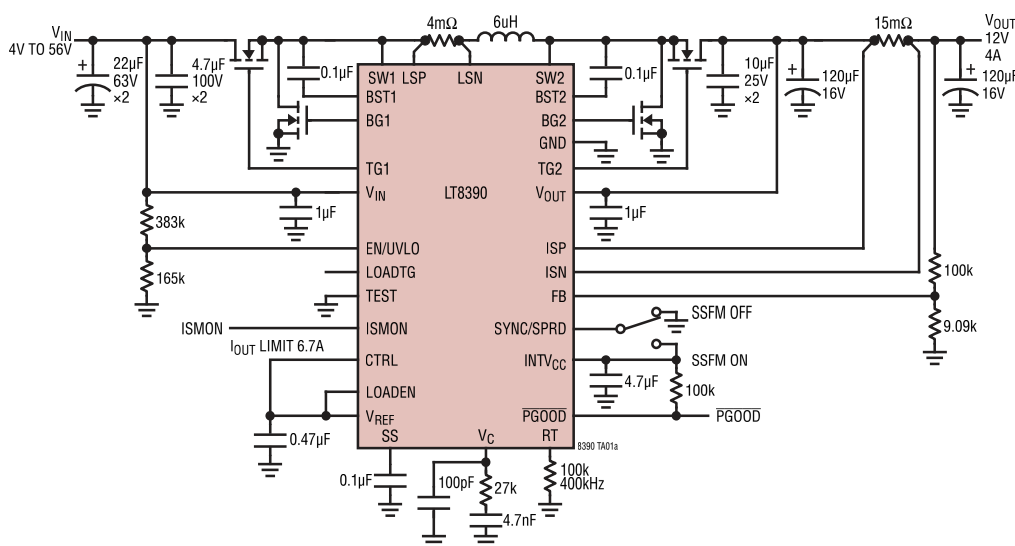 VIN
4V TO 56V
22µF
63V
×2
4.7µF
100V
×2
0.1µF
4mΩ
6uH
0.1µF
10µF
25V
×2
120µF
16V
15mΩ
VOUT
12V
4A
120µF
16V
SW1
LSP
LSN
SW2
BST1
BST2
BG1
BG2
GND
TG1
TG2
VIN
LT8390
VOUT
1µF
1µF
383k
EN/UVLO
ISP
165k
LOADTG
ISN
100k
TEST
FB
ISMON
ISMON
SYNC/SPRD
SSFM OFF
9.09k
IOUT LIMIT 6.7A
CTRL
INTVCC
SSFM ON
4.7µF
100k
LOADEN
VREF
PGOOD
PGOOD
0.47µF
SS
VC
RT
8390 TA01a
0.1µF
100pF
27k
4.7nF
100k
400kHz